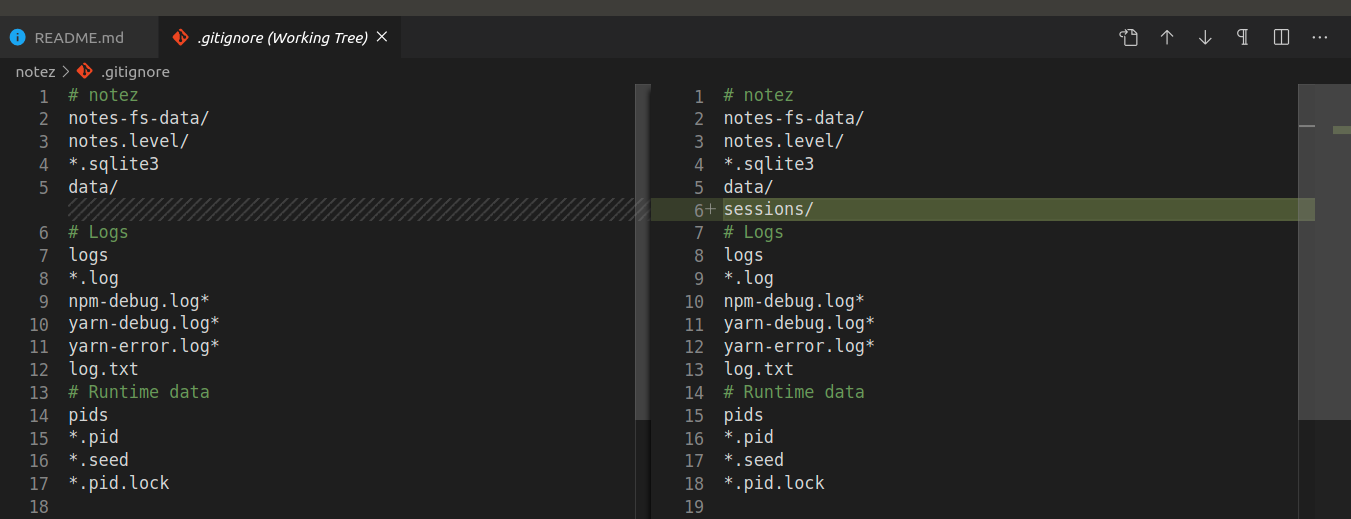 README.md
.gitignore (Working Tree)
notez > .gitignore
1 # notez
2 notes-fs-data/
3 notes.level/
4 *.sqlite3
5 data/
6 # Logs
7 logs
8 *.log
9 npm-debug.log*
10 yarn-debug.log*
11 yarn-error.log*
12 log.txt
13 # Runtime data
14 pids
15 *.pid
16 *.seed
17 *.pid.lock
18
1 # notez
2 notes-fs-data/
3 notes.level/
4 *.sqlite3
5 data/
6+ sessions/
7 # Logs
8 logs
9 *.log
10 npm-debug.log*
11 yarn-debug.log*
12 yarn-error.log*
13 log.txt
14 # Runtime data
15 pids
16 *.pid
17 *.seed
18 *.pid.lock
19